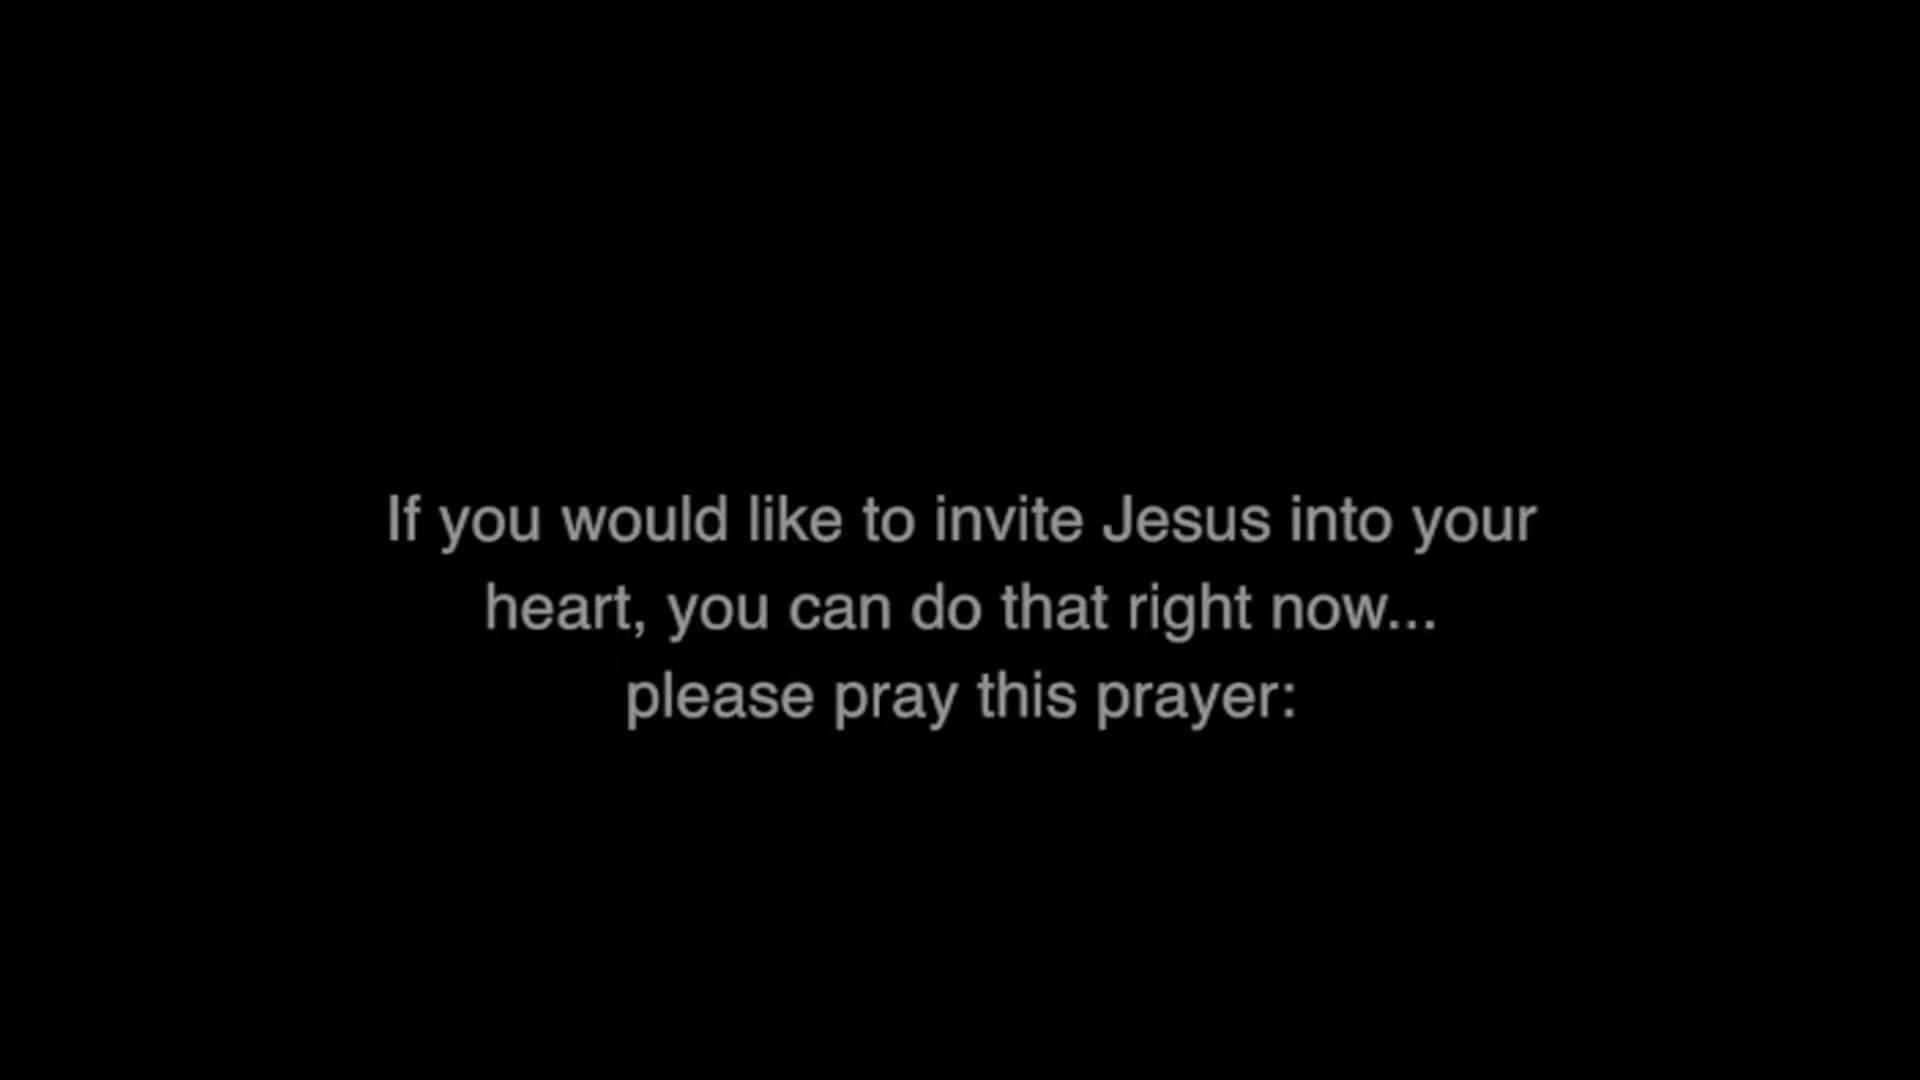 If you would like to invite Jesus into your
heart, you can do that right now...
please pray this prayer: